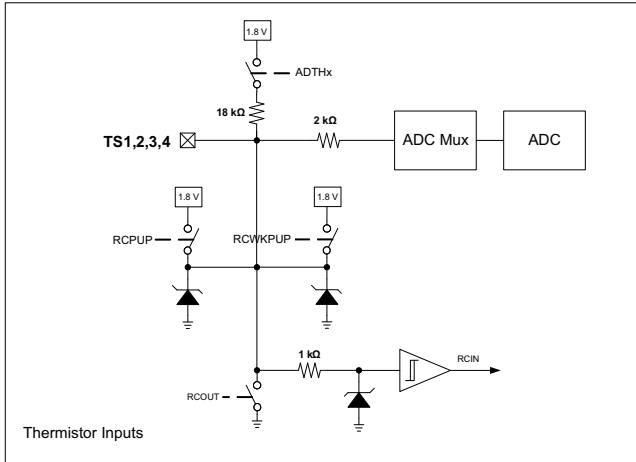 1.8 V
ADTHx
18 kΩ
2 kΩ
TS1,2,3,4
ADC Mux
ADC
1.8 V
1.8 V
RCPUP
RCWKPUP
1 kΩ
RCIN
RCOUT
Thermistor Inputs